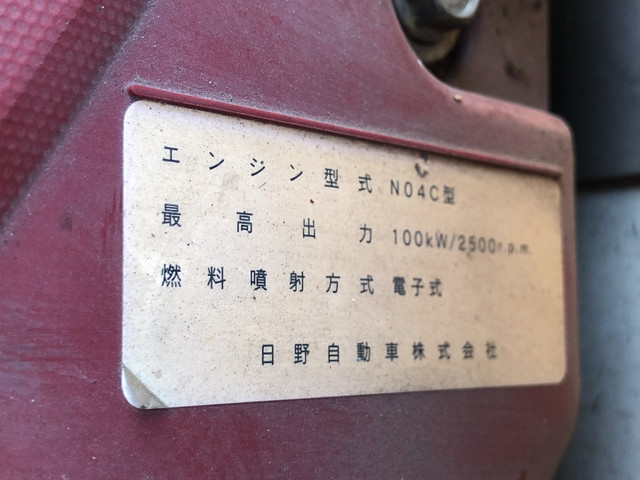 エンジン型式 N04C型
最高出力 100kW/2500r.p.m.
燃料噴射方式 電子式
日野自動車株式会社